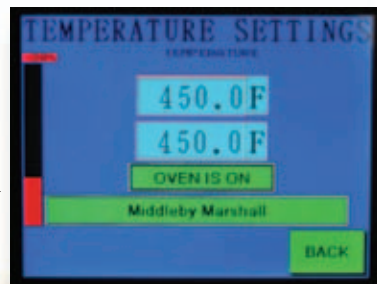 TEMPERATURE SETTINGS
TEMPERATURE
450.0F
450.0F
OVEN IS ON
Middleby Marshall
BACK